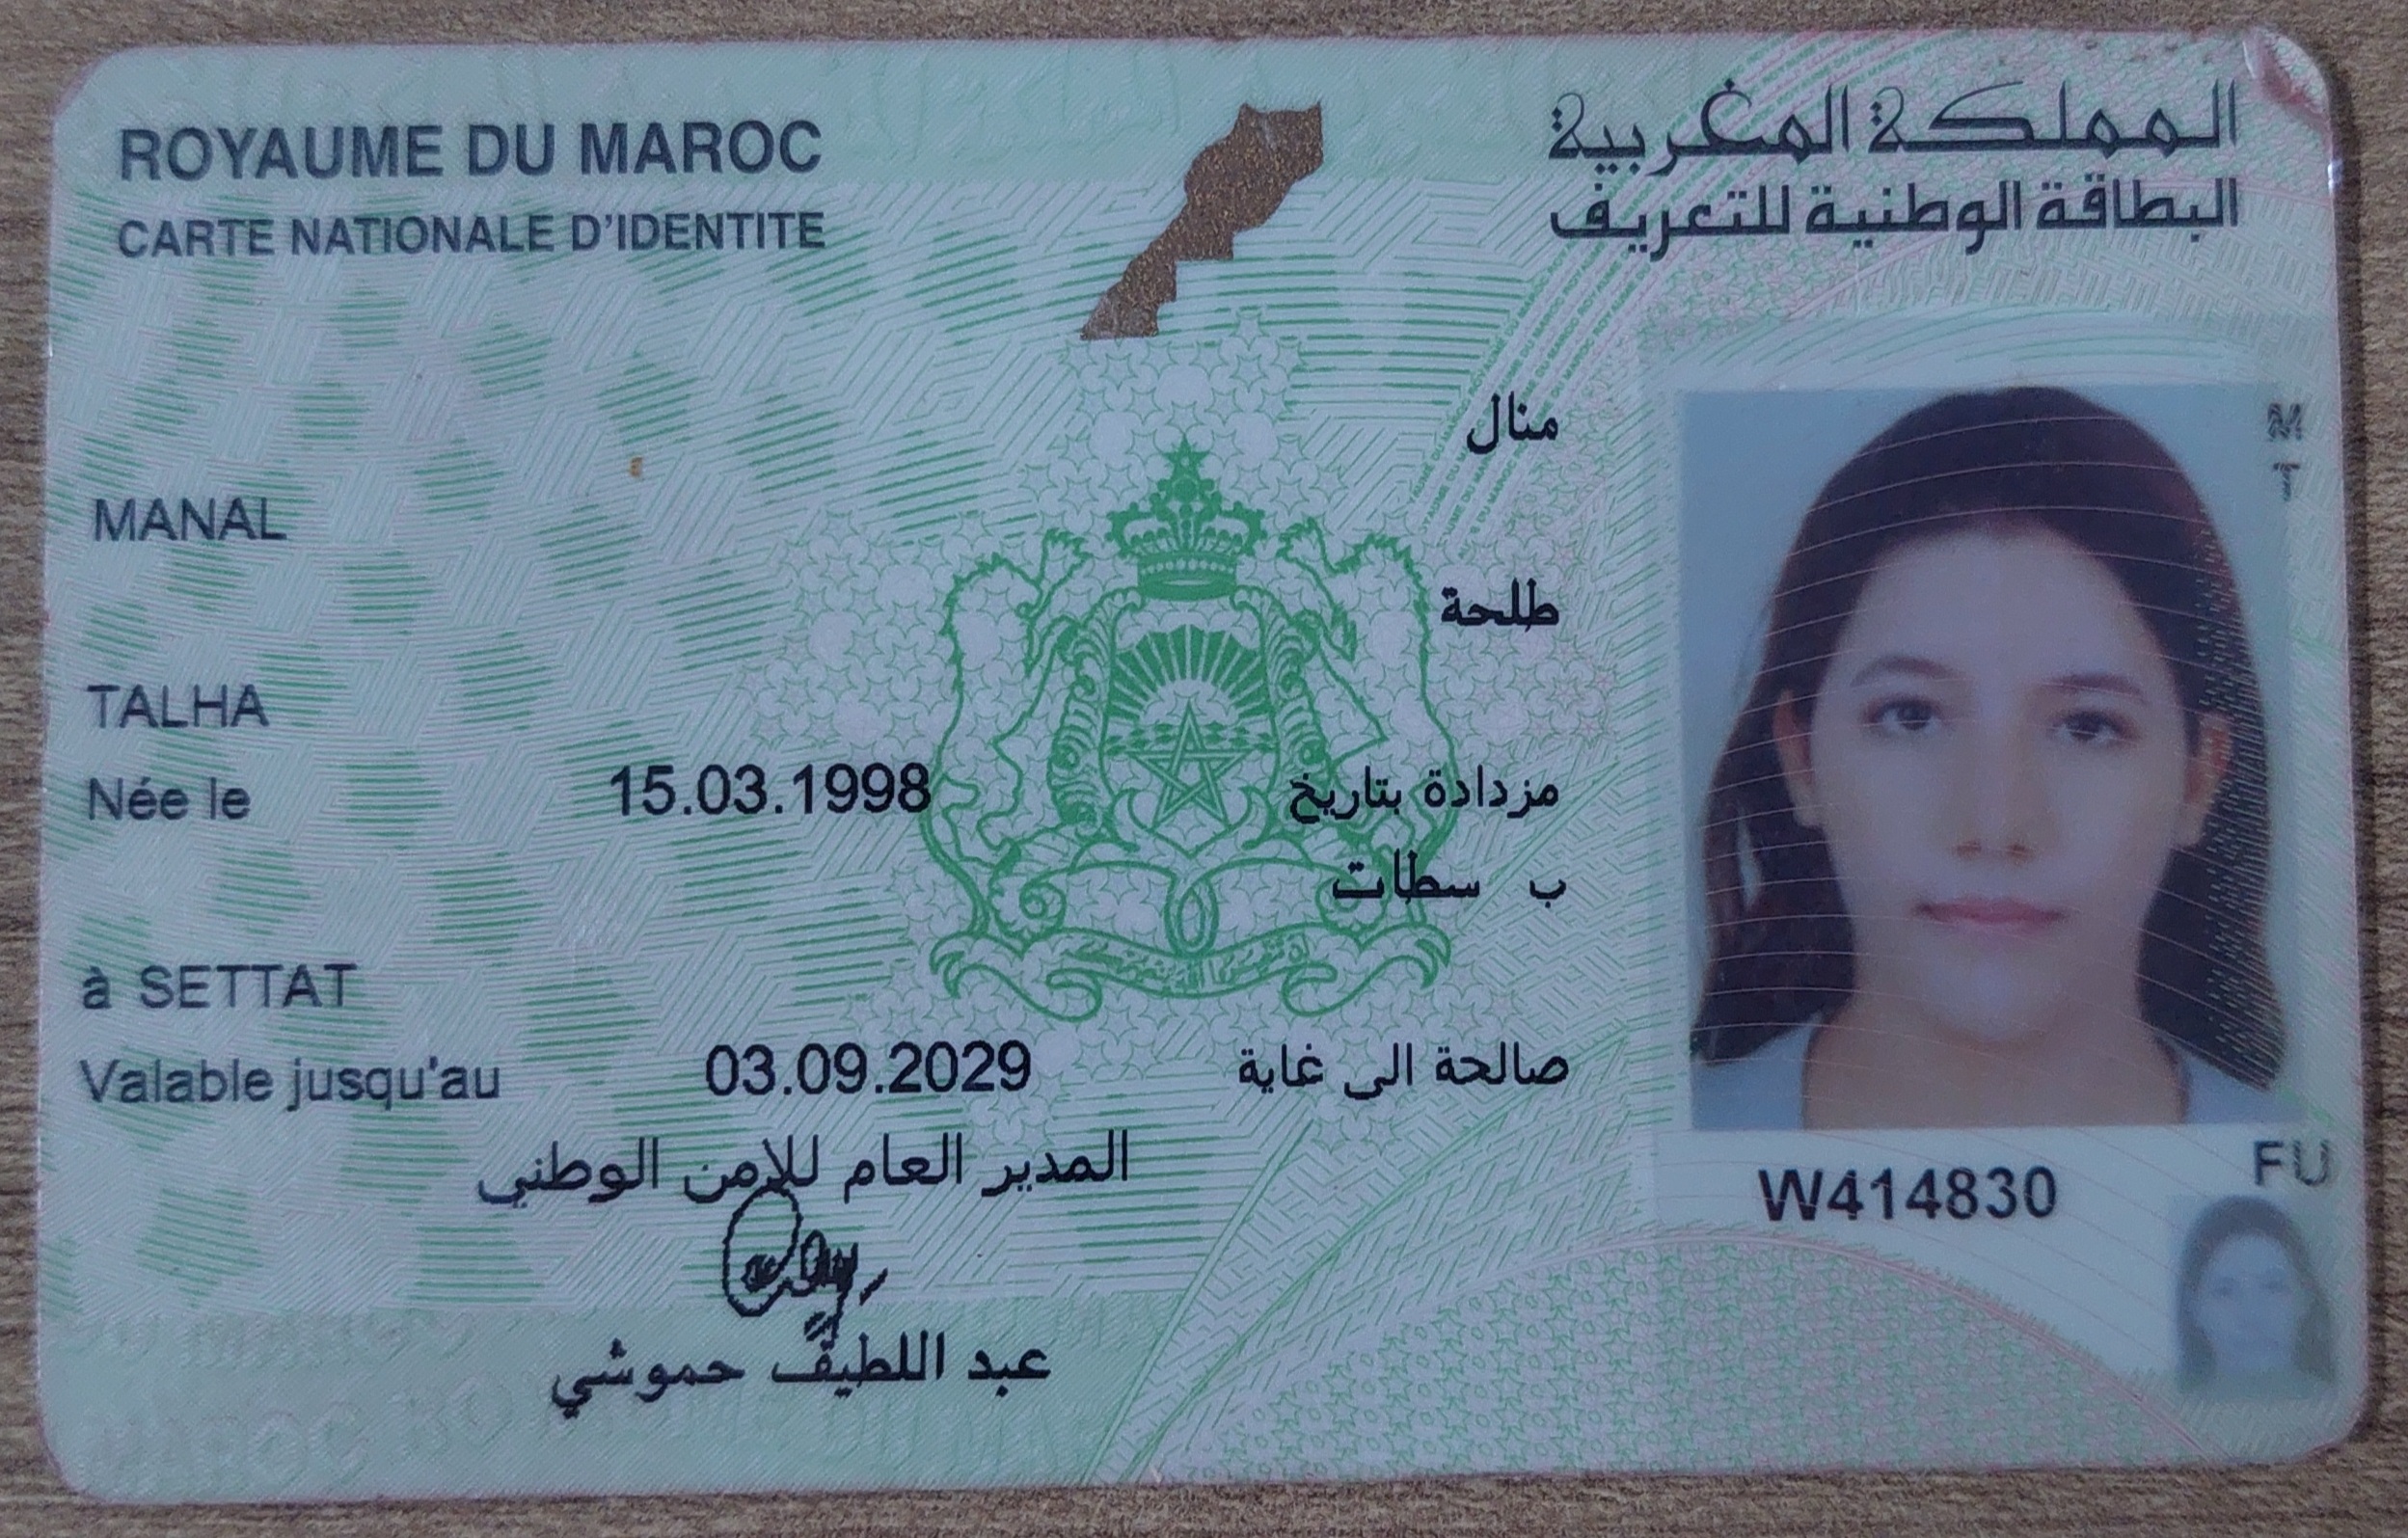 ROYAUME DU MAROC
المملكة المغربية
CARTE NATIONALE D'IDENTITE
البطاقة الوطنية للتعريف
منال
MANAL
طلحة
TALHA
Née le 15.03.1998 مزدادة بتاريخ
ب سطات
à SETTAT
Valable jusqu'au 03.09.2029 صالحة الى غاية
المدير العام للامن الوطني
عبد اللطيف حموشي
M
T
W414830
FU